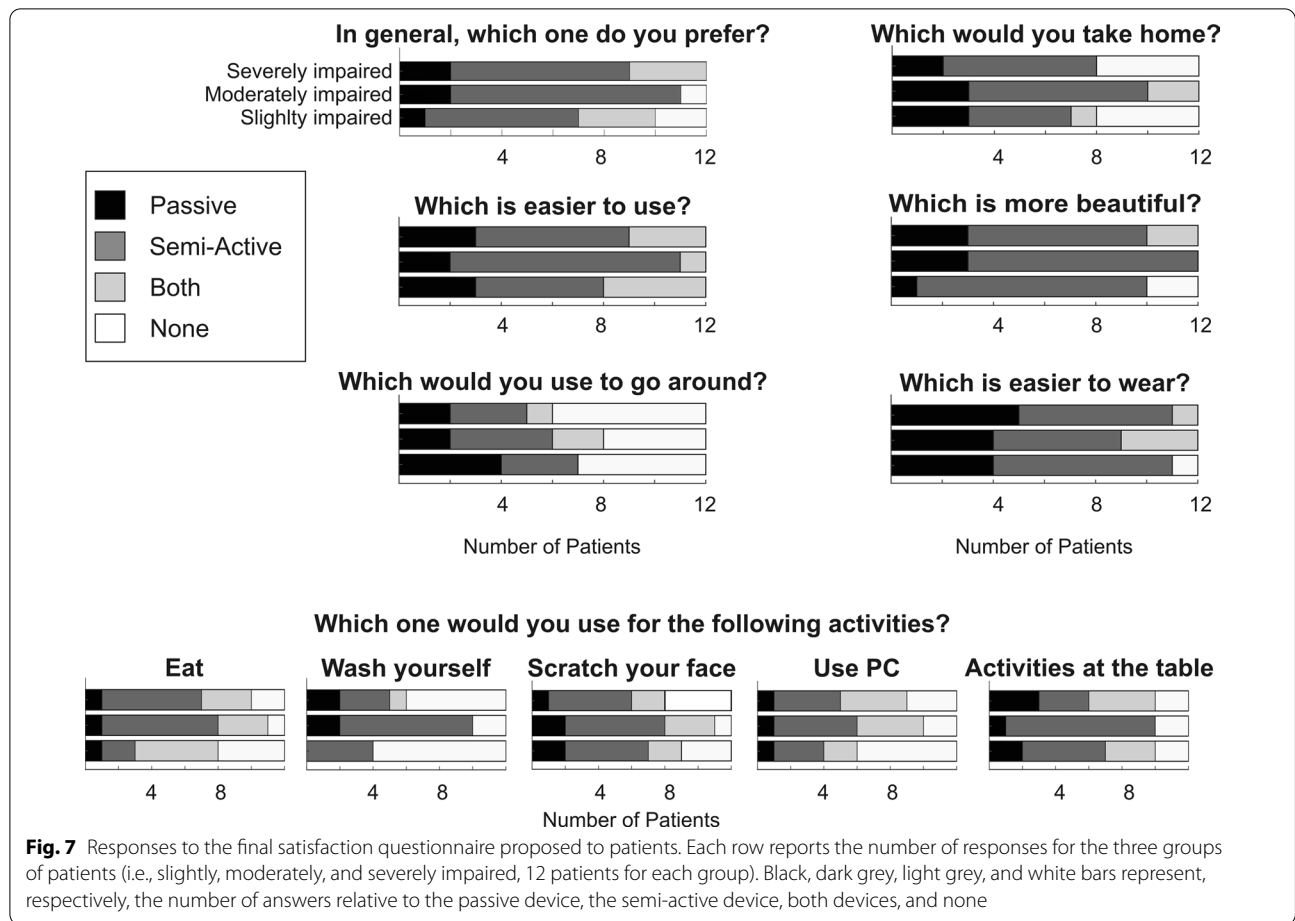 In general, which one do you prefer?
Severely impaired
Moderately impaired
Slighlty impaired
4 8 12
Which would you take home?
4 8 12
Passive
Semi-Active
Both
None
Which is easier to use?
4 8 12
Which is more beautiful?
4 8 12
Which would you use to go around?
4 8 12
Number of Patients
Which is easier to wear?
4 8 12
Number of Patients
Which one would you use for the following activities?
Eat
4 8
Wash yourself
4 8
Scratch your face
4 8
Use PC
4 8
Activities at the table
4 8
Number of Patients
Fig. 7 Responses to the final satisfaction questionnaire proposed to patients. Each row reports the number of responses for the three groups
of patients (i.e., slightly, moderately, and severely impaired, 12 patients for each group). Black, dark grey, light grey, and white bars represent,
respectively, the number of answers relative to the passive device, the semi-active device, both devices, and none